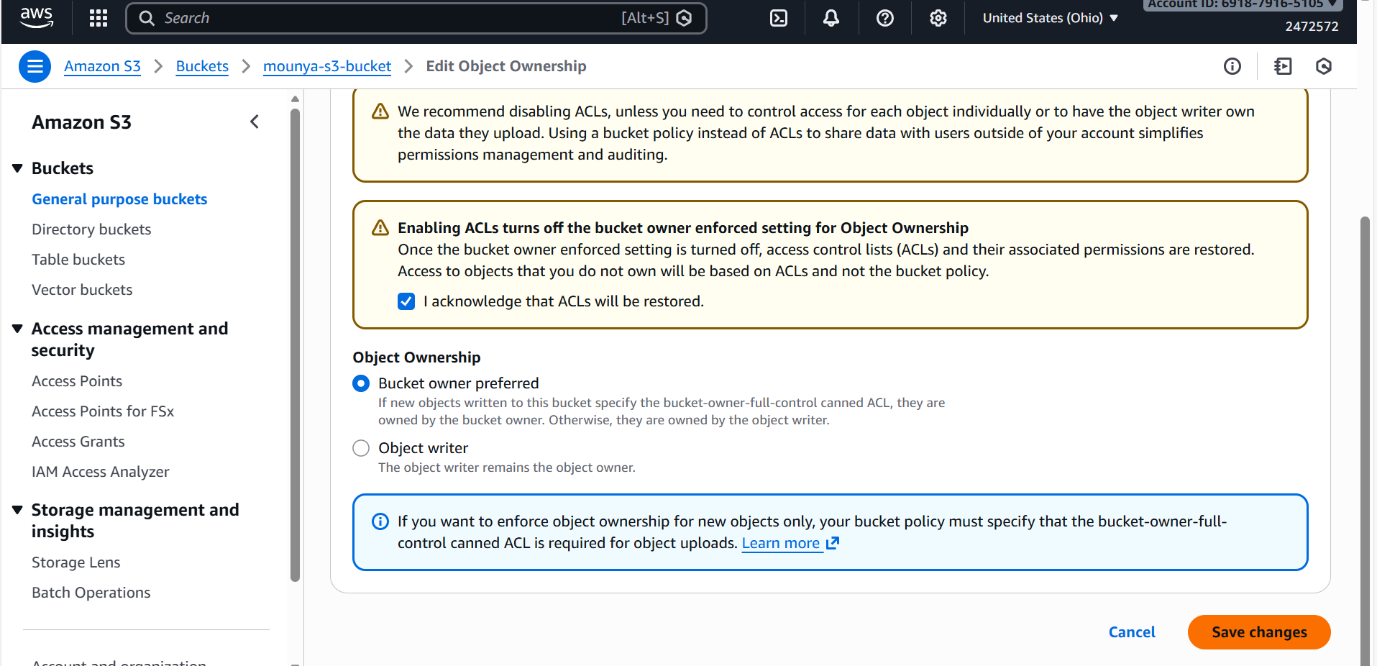 aws
Search
[Alt+S]
United States (Ohio)
Account ID: 6918-7916-5105
2472572
Amazon S3
Buckets
mounya-s3-bucket
Edit Object Ownership
Amazon S3
Buckets
General purpose buckets
Directory buckets
Table buckets
Vector buckets
Access management and
security
Access Points
Access Points for FSx
Access Grants
IAM Access Analyzer
Storage management and
insights
Storage Lens
Batch Operations
Account and organization
We recommend disabling ACLs, unless you need to control access for each object individually or to have the object writer own
the data they upload. Using a bucket policy instead of ACLs to share data with users outside of your account simplifies
permissions management and auditing.
Enabling ACLs turns off the bucket owner enforced setting for Object Ownership
Once the bucket owner enforced setting is turned off, access control lists (ACLs) and their associated permissions are restored.
Access to objects that you do not own will be based on ACLs and not the bucket policy.
I acknowledge that ACLs will be restored.
Object Ownership
Bucket owner preferred
If new objects written to this bucket specify the bucket-owner-full-control canned ACL, they are
owned by the bucket owner. Otherwise, they are owned by the object writer.
Object writer
The object writer remains the object owner.
If you want to enforce object ownership for new objects only, your bucket policy must specify that the bucket-owner-full-
control canned ACL is required for object uploads. Learn more
Cancel
Save changes